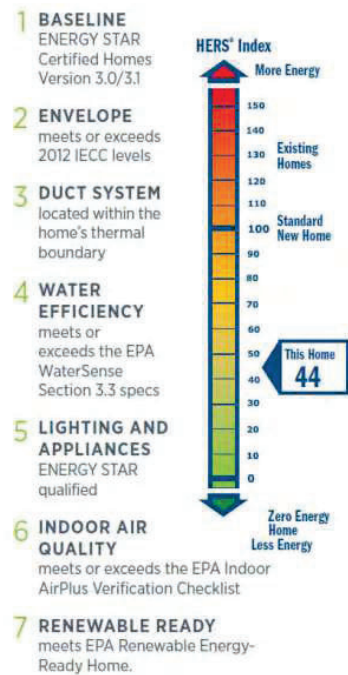 1 BASELINE
ENERGY STAR
Certified Homes
Version 3.0/3.1
2 ENVELOPE
meets or exceeds
2012 IECC levels
3 DUCT SYSTEM
located within the
home's thermal
boundary
4 WATER
EFFICIENCY
meets or
exceeds the EPA
WaterSense
Section 3.3 specs
5 LIGHTING AND
APPLIANCES
ENERGY STAR
qualified
6 INDOOR AIR
QUALITY
meets or exceeds the EPA Indoor
AirPlus Verification Checklist
7 RENEWABLE READY
meets EPA Renewable Energy-
Ready Home.
HERS® Index
More Energy
150
140
130
120
110
100
90
80
70
60
50
40
30
20
10
0
Existing
Homes
Standard
New Home
This Home
44
Zero Energy
Home
Less Energy